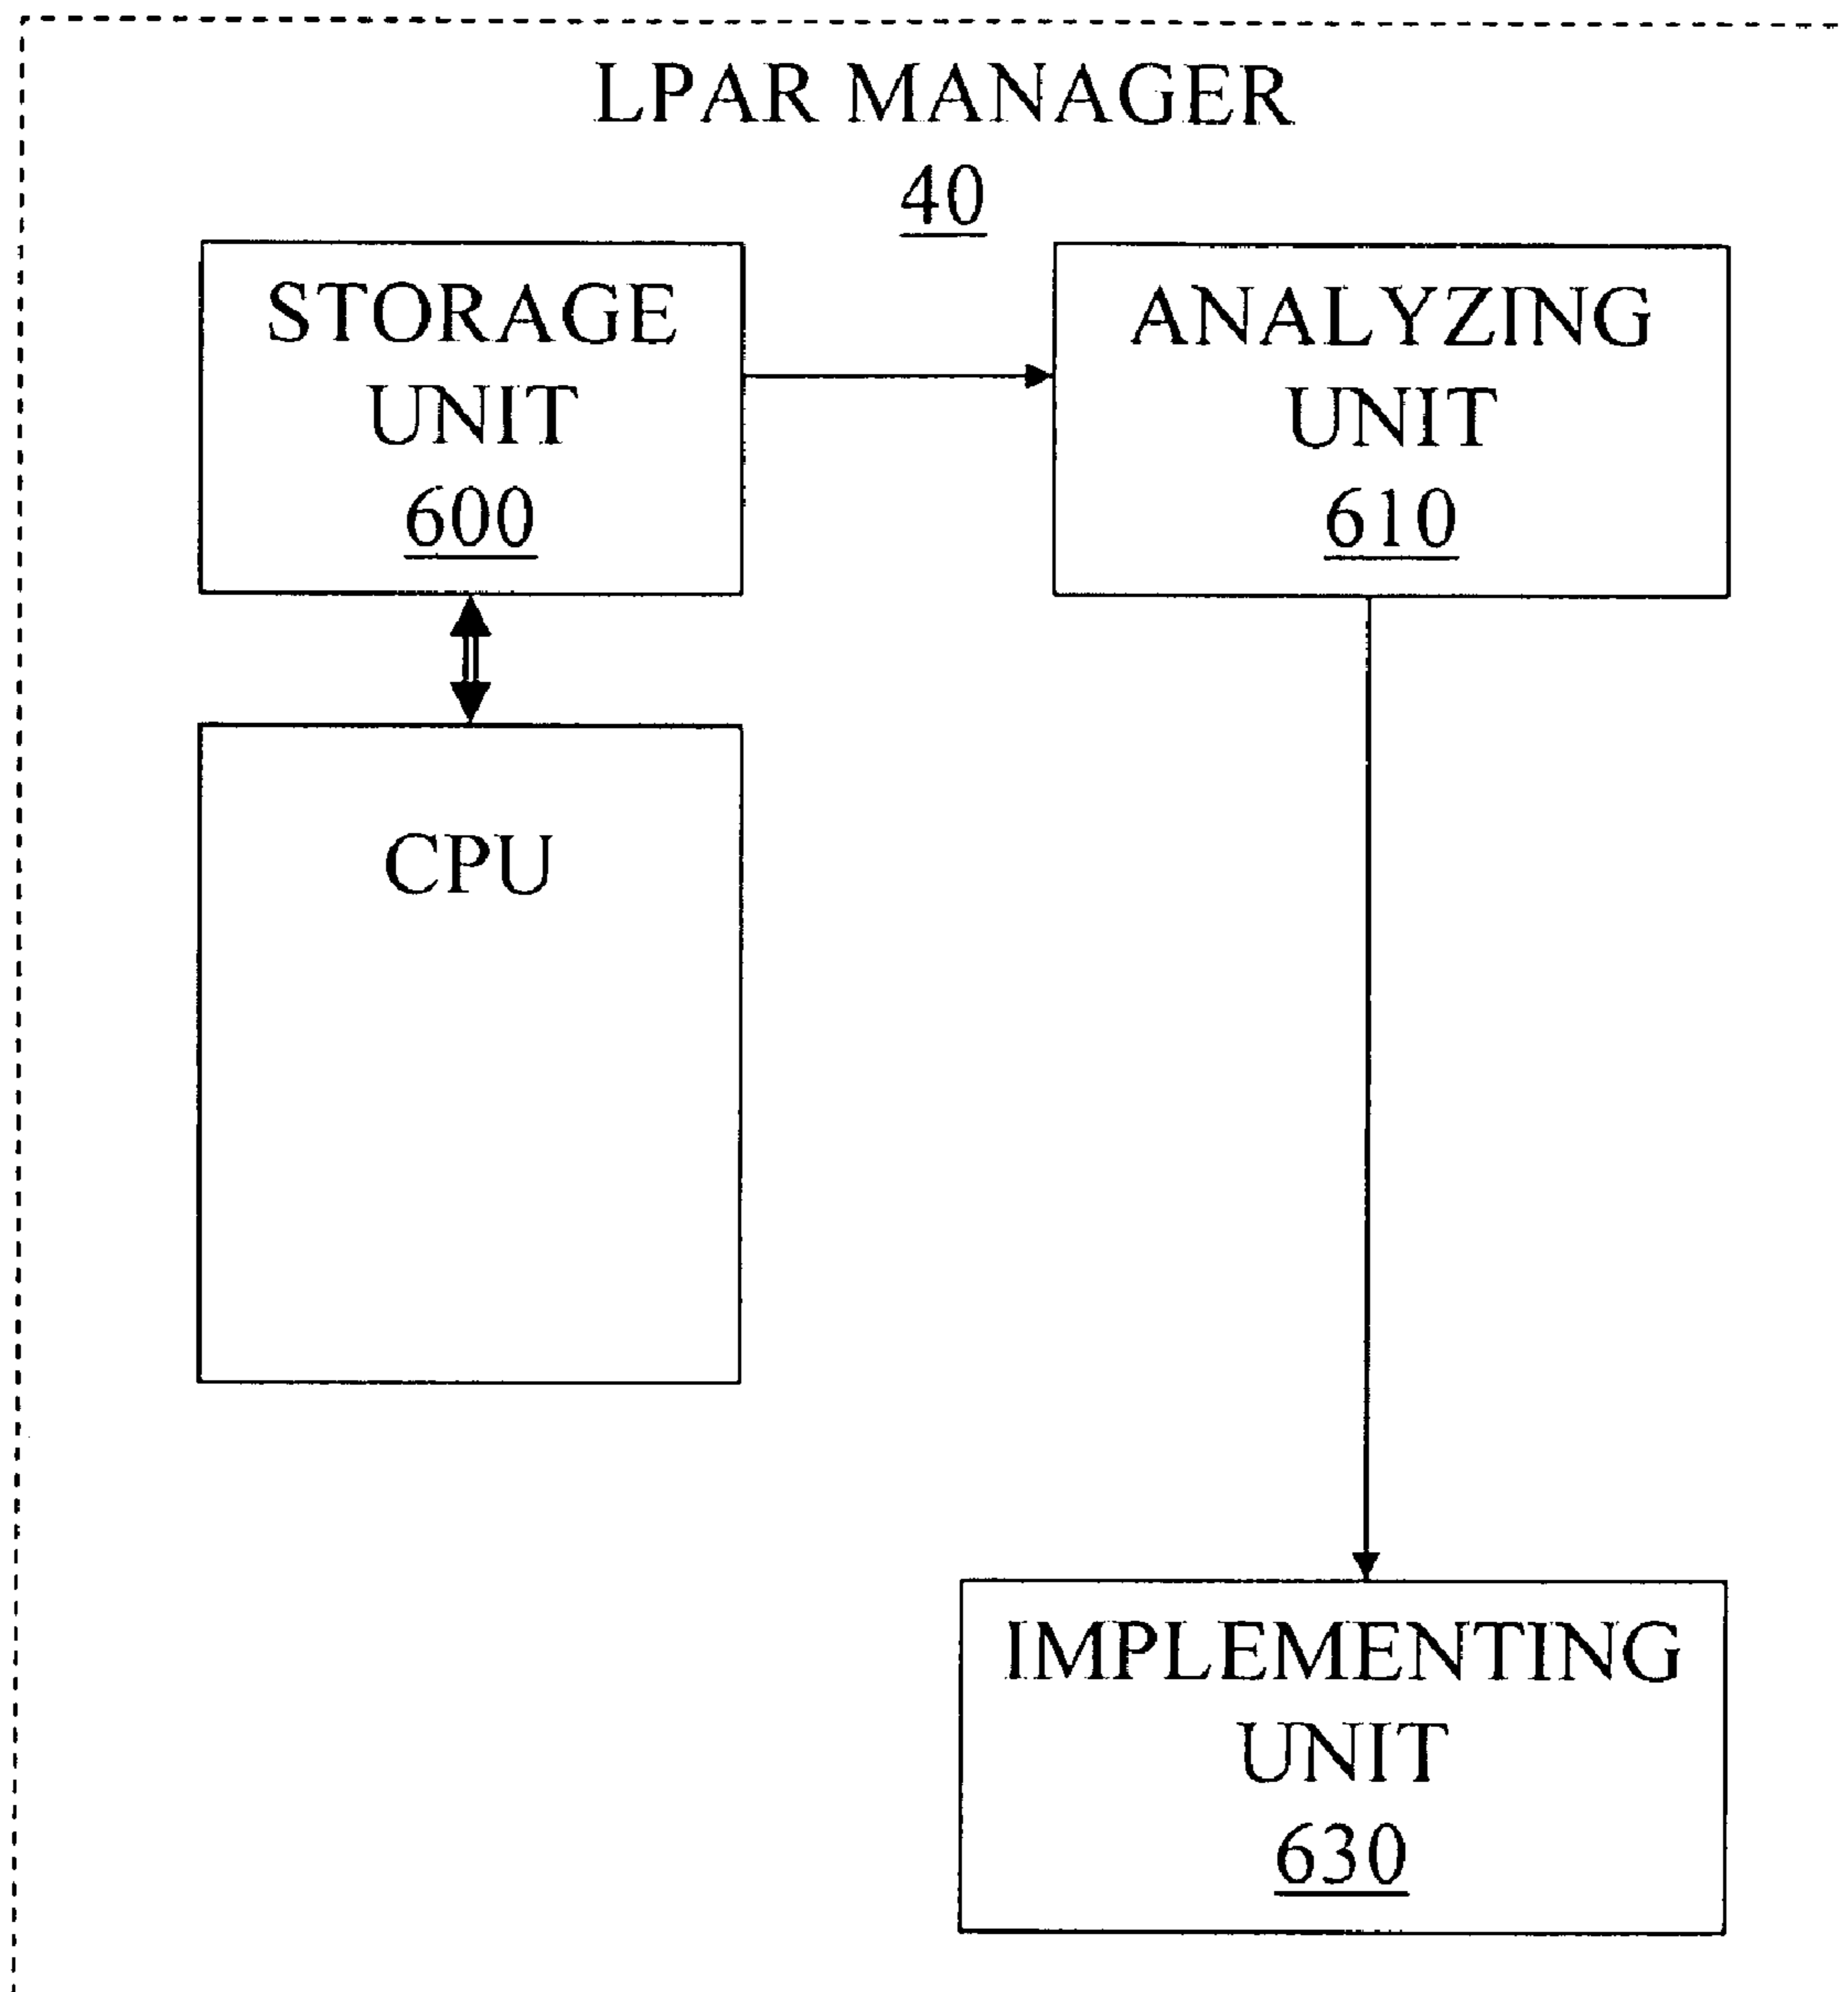 LPAR MANAGER
40
STORAGE
UNIT
600
ANALYZING
UNIT
610
CPU
IMPLEMENTING
UNIT
630